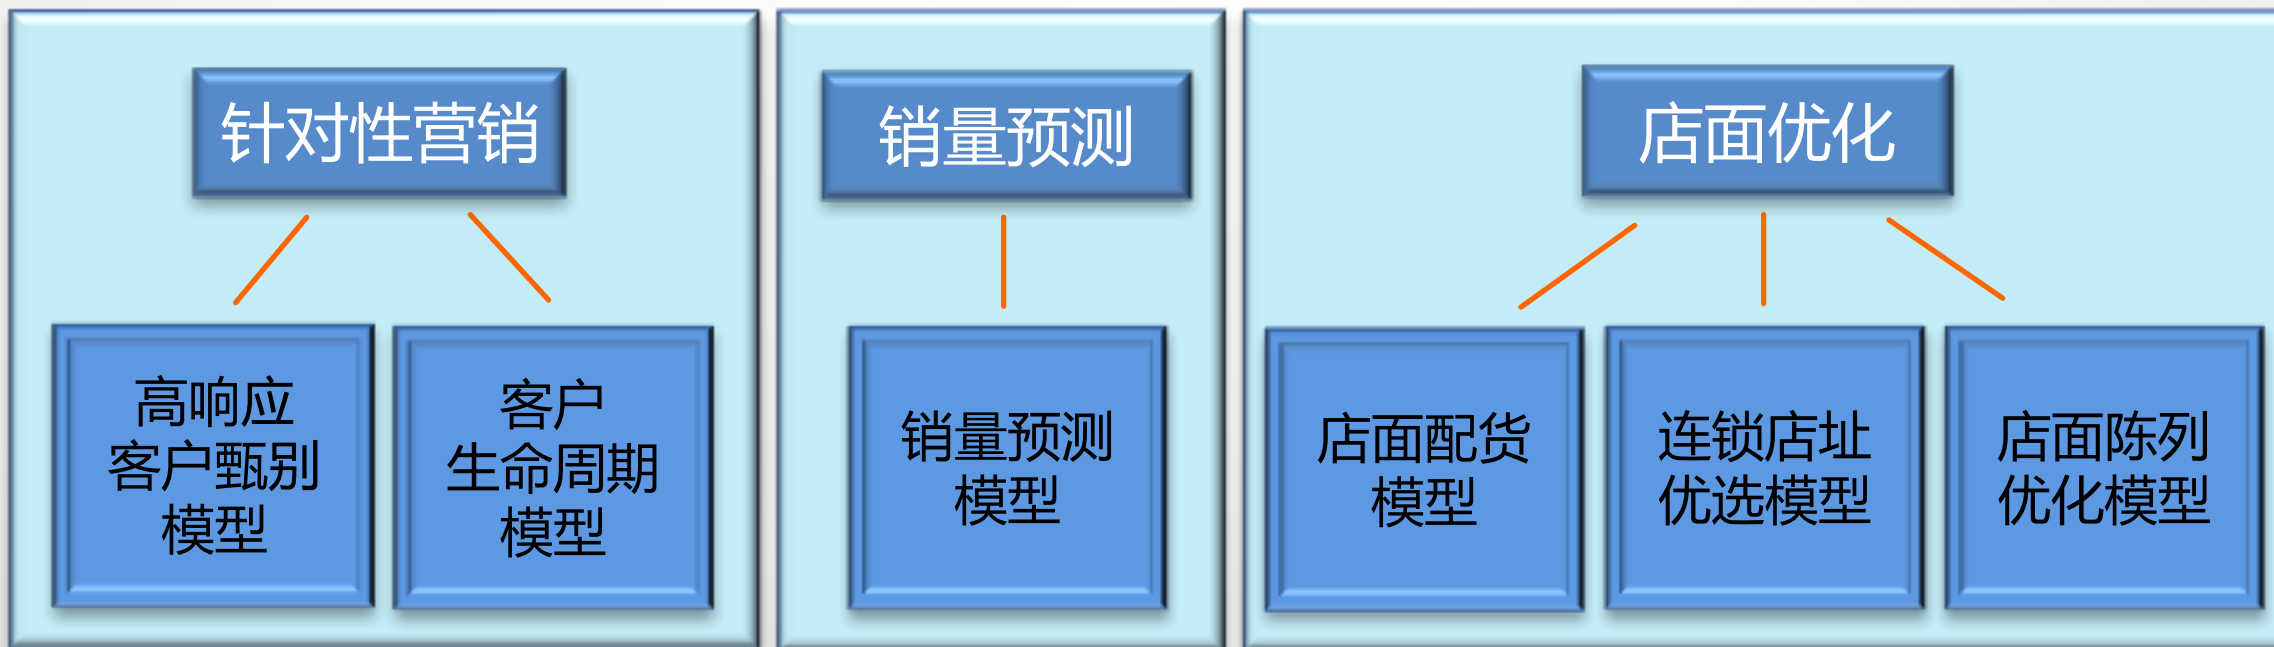 针对性营销
高响应
客户甄别
模型
客户
生命周期
模型
销量预测
销量预测
模型
店面优化
店面配货
模型
连锁店址
优选模型
店面陈列
优化模型